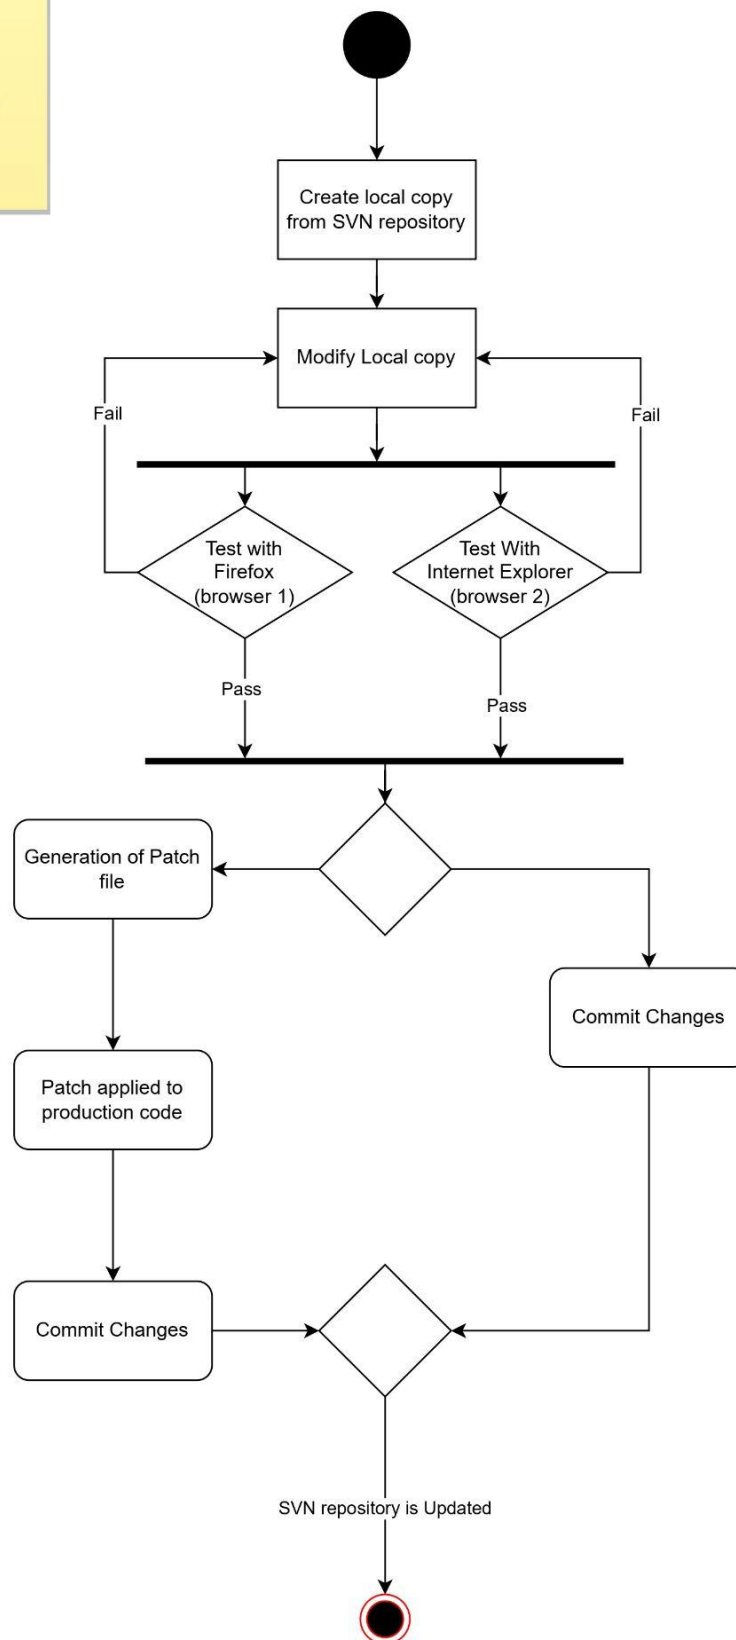 Create local copy
from SVN repository
Modify Local copy
Fail
Fail
Test with
Firefox
(browser 1)
Test With
Internet Explorer
(browser 2)
Pass
Pass
Generation of Patch
file
Commit Changes
Patch applied to
production code
Commit Changes
SVN repository is Updated